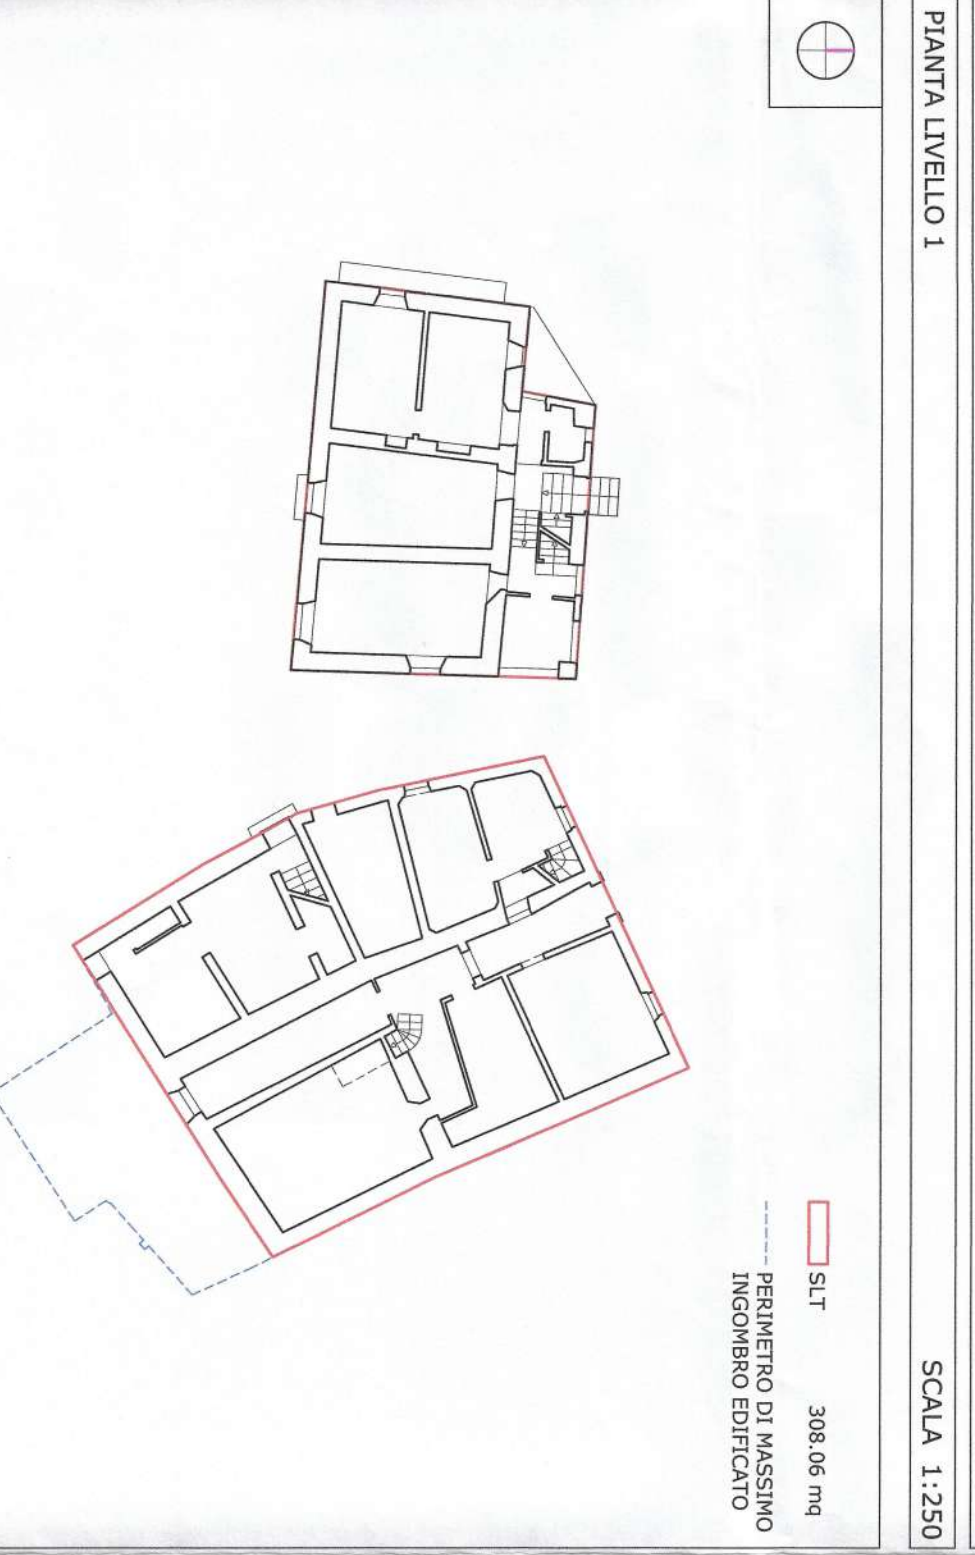 PIANTA LIVELLO 1
SCALA 1:250
SLT 308.06 mq
PERIMETRO DI MASSIMO
INGOMBRO EDIFICATO